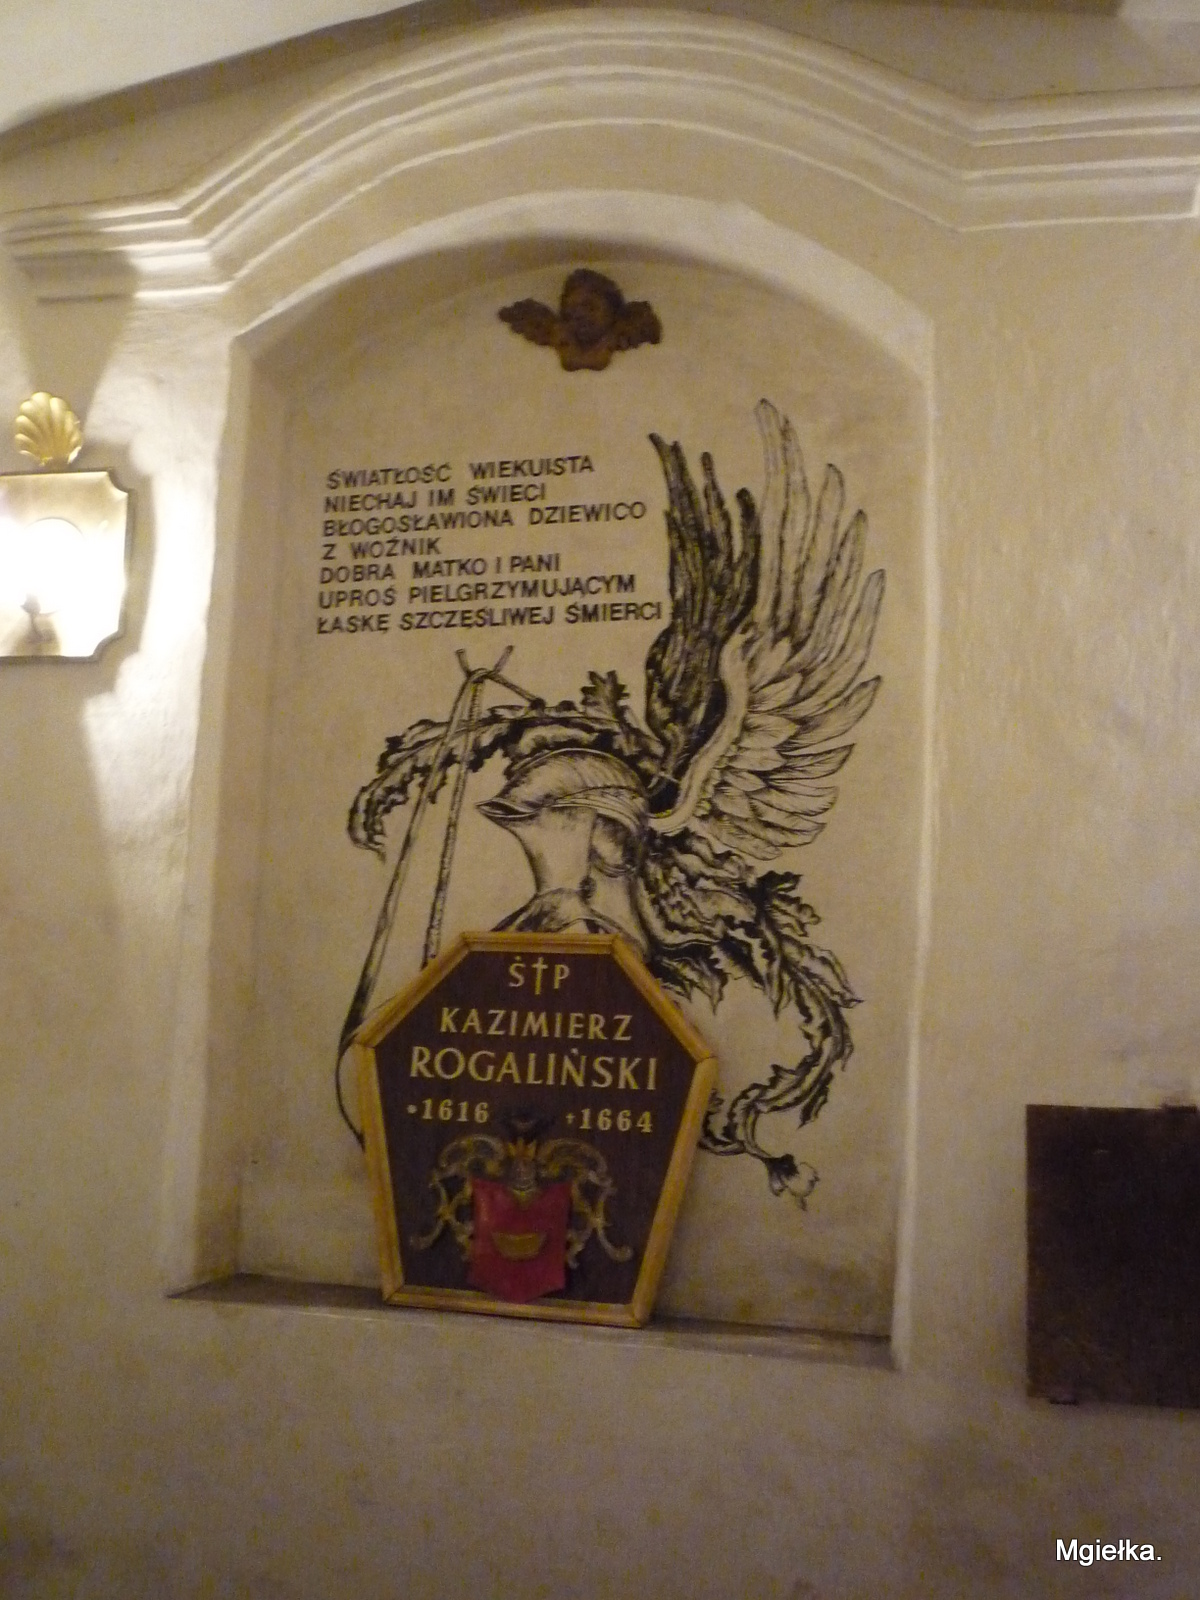 ŚWIATŁOŚĆ WIEKUISTA
NIECHAJ IM ŚWIECI
BŁOGOSŁAWIONA DZIEWICO
Z WOŹNIK
DOBRA MATKO I PANI
UPROŚ PIELGRZYMUJĄCYM
ŁASKĘ SZCZĘŚLIWEJ ŚMIERCI
Ś†P
KAZIMIERZ
ROGALIŃSKI
*1616 †1664
Mgiełka.